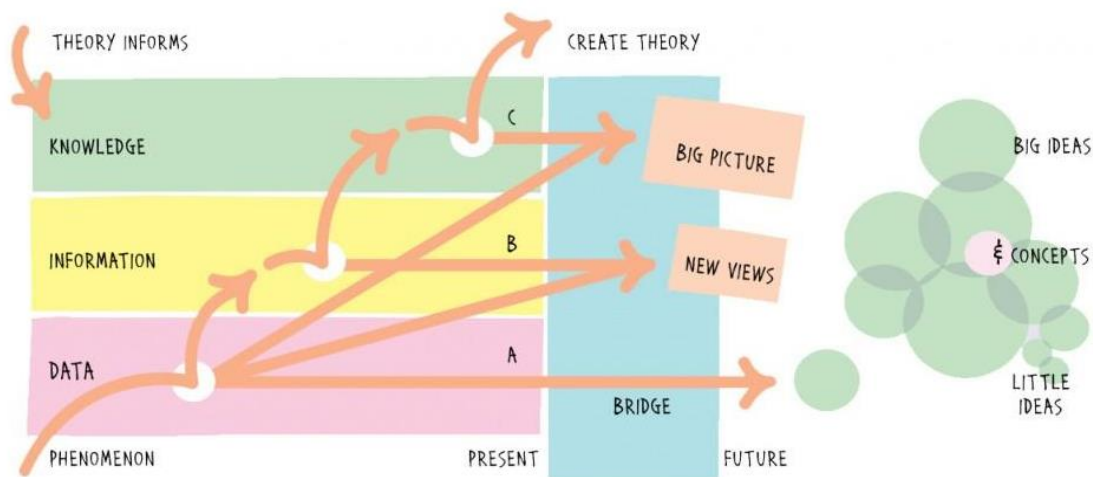 THEORY INFORMS
CREATE THEORY
KNOWLEDGE
C
BIG PICTURE
BIG IDEAS
INFORMATION
B
NEW VIEWS
& CONCEPTS
DATA
A
BRIDGE
LITTLE
IDEAS
PHENOMENON
PRESENT
FUTURE